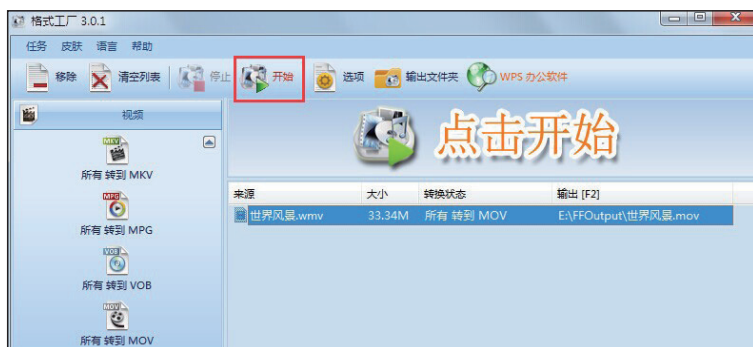 格式工厂 3.0.1
任务 皮肤 语言 帮助
移除 清空列表 停止 开始 选项 输出文件夹 WPS 办公软件
视频
点击开始
MKV
所有 转到 MKV
来源 大小 转换状态 输出 [F2]
世界风景.wmv 33.34M 所有 转到 MOV E:\FFOutput\世界风景.mov
MPG
所有 转到 MPG
VOB
所有 转到 VOB
MOV
所有 转到 MOV